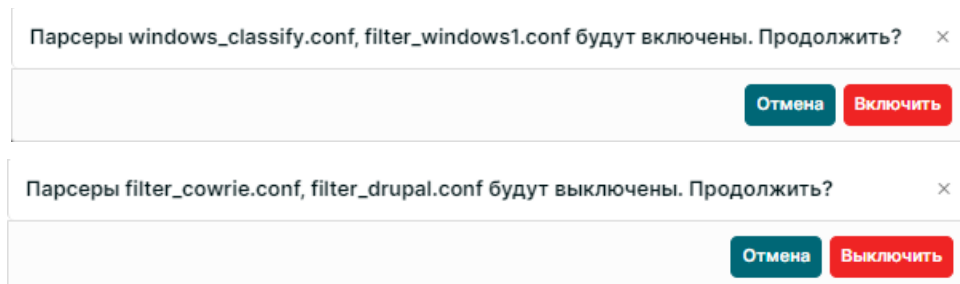 Парсеры windows_classify.conf, filter_windows1.conf будут включены. Продолжить? ×
Отмена Включить
Парсеры filter_cowrie.conf, filter_drupal.conf будут выключены. Продолжить? ×
Отмена Выключить